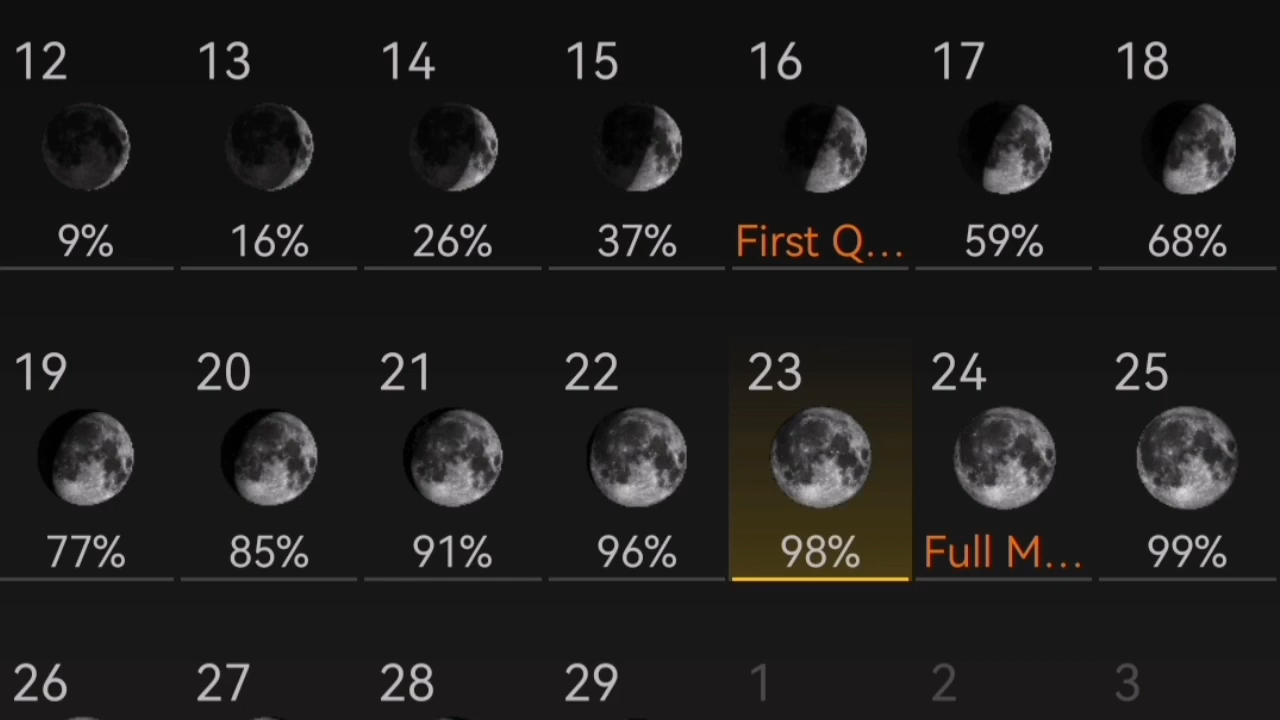 12 13 14 15 16 17 18
9% 16% 26% 37% First Q... 59% 68%
19 20 21 22 23 24 25
77% 85% 91% 96% 98% Full M... 99%
26 27 28 29 1 2 3